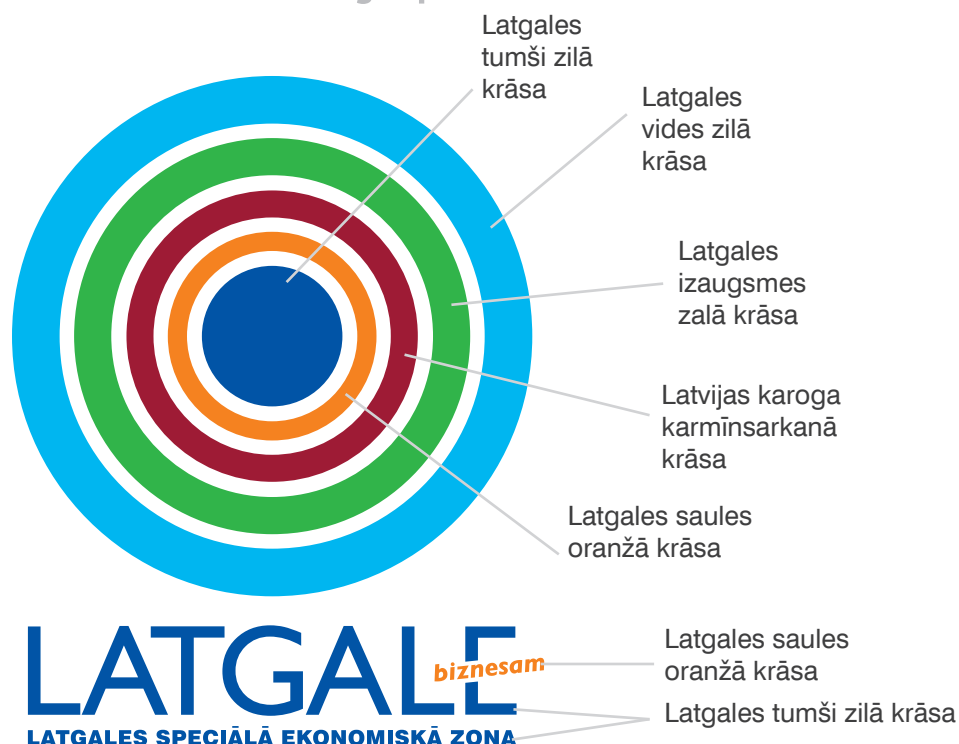 Latgales
tumši zilā
krāsa
Latgales
vides zilā
krāsa
Latgales
izaugsmes
zaļā krāsa
Latvijas karoga
karmīnsarkanā
krāsa
Latgales saules
oranžā krāsa
LATGALE
biznesam
LATGALES SPECIĀLĀ EKONOMISKĀ ZONA
Latgales saules
oranžā krāsa
Latgales tumši zilā krāsa